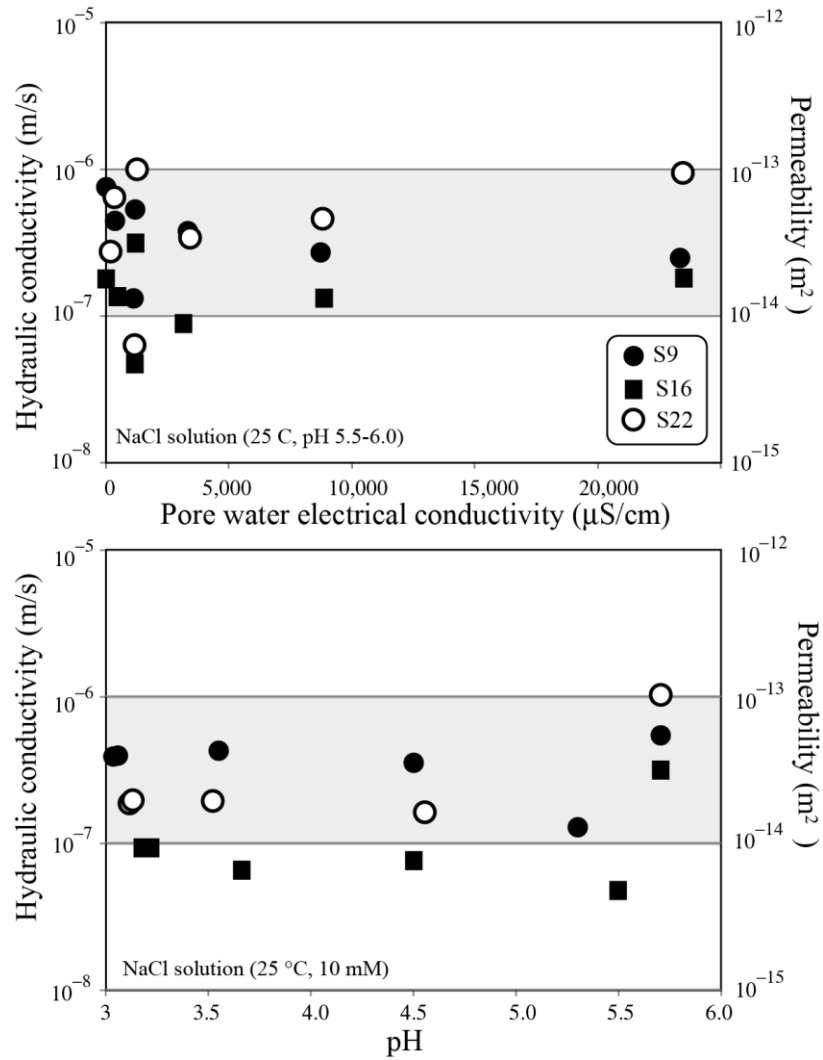 10⁻⁵
10⁻⁶
10⁻⁷
10⁻⁸
Hydraulic conductivity (m/s)
10⁻¹²
10⁻¹³
10⁻¹⁴
10⁻¹⁵
Permeability (m²)
S9
S16
S22
NaCl solution (25 C, pH 5.5-6.0)
0 5,000 10,000 15,000 20,000
Pore water electrical conductivity (µS/cm)
10⁻⁵
10⁻⁶
10⁻⁷
10⁻⁸
Hydraulic conductivity (m/s)
10⁻¹²
10⁻¹³
10⁻¹⁴
10⁻¹⁵
Permeability (m²)
NaCl solution (25 °C, 10 mM)
3 3.5 4.0 4.5 5.0 5.5 6.0
pH